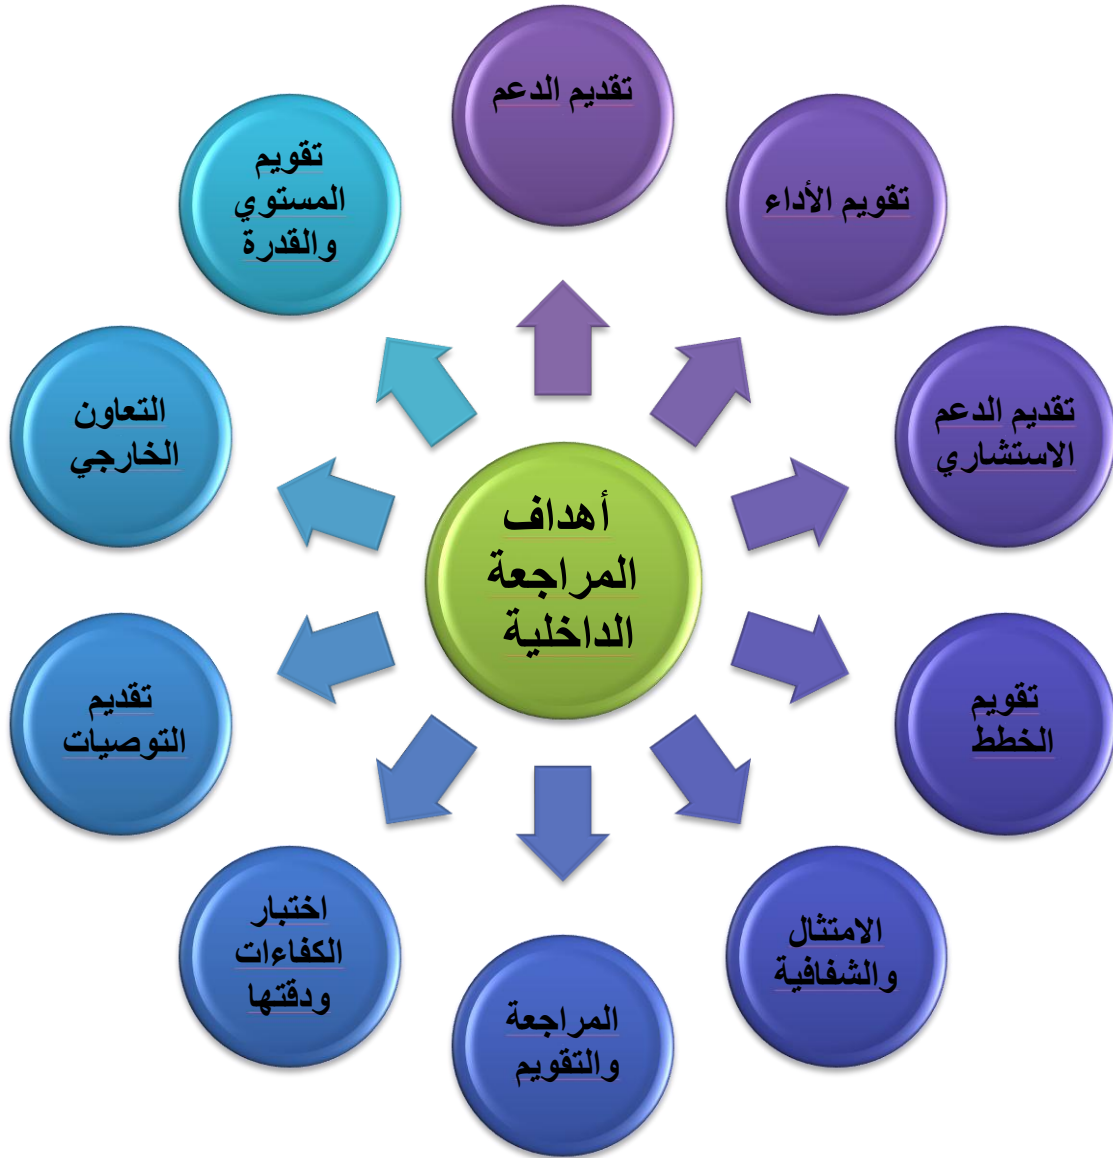 تقديم الدعم
تقويم الأداء
تقديم الدعم
الاستشاري
تقويم
الخطط
الامتثال
والشفافية
المراجعة
والتقويم
اختبار
الكفاءات
ودقتها
تقديم
التوصيات
التعاون
الخارجي
تقويم
المستوي
والقدرة
أهداف
المراجعة
الداخلية